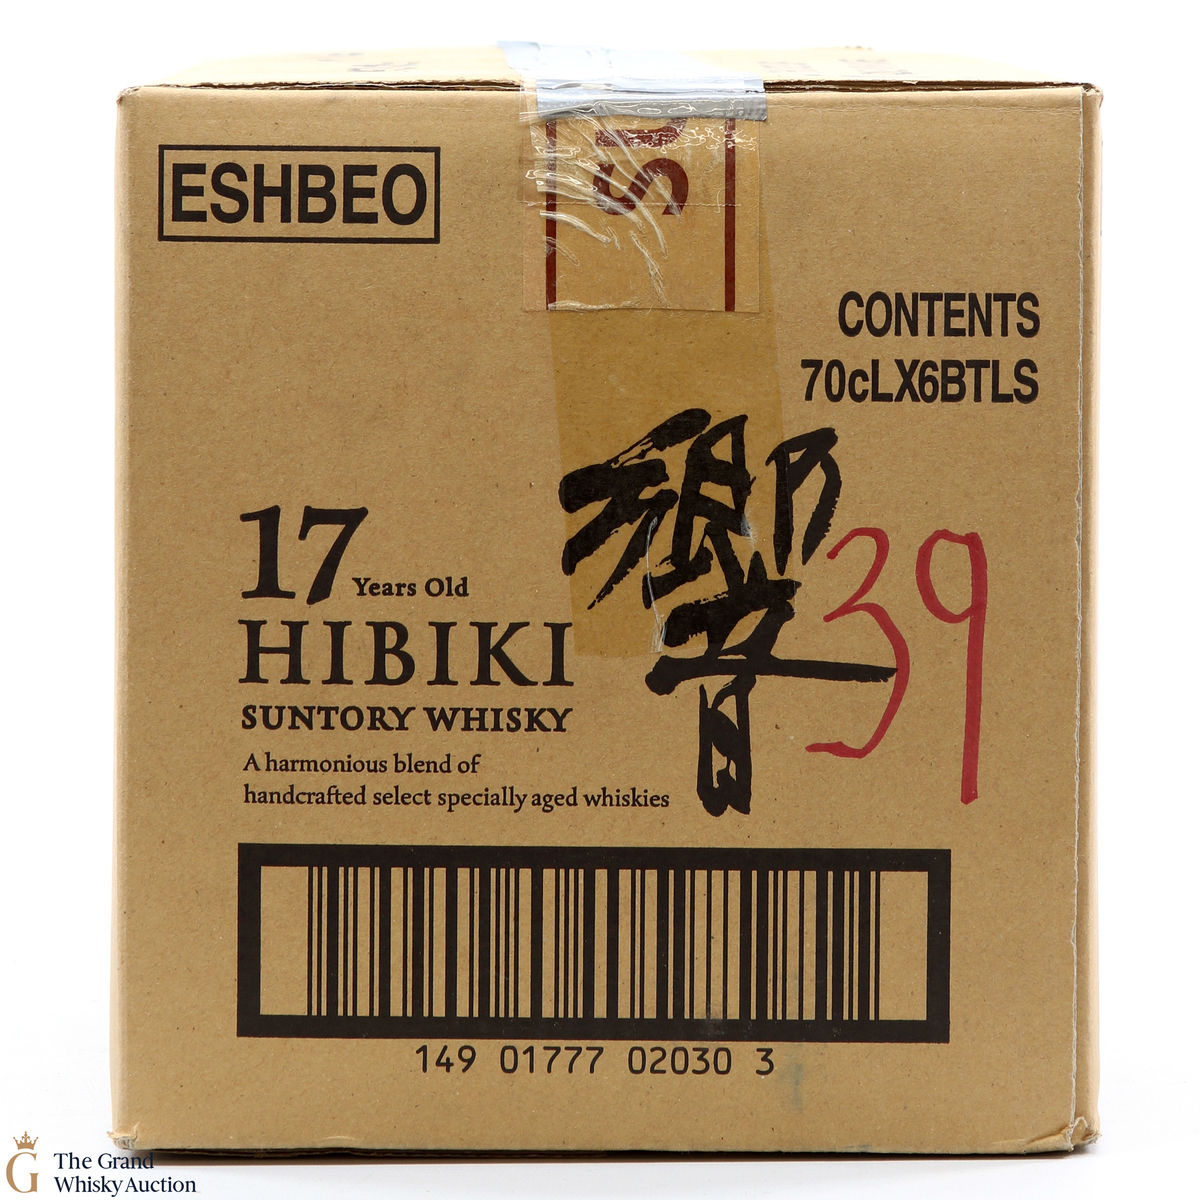 ESHBEO
CONTENTS
70cLX6BTLS
響
39
17 Years Old
HIBIKI
SUNTORY WHISKY
A harmonious blend of
handcrafted select specially aged whiskies
149 01777 02030 3
G The Grand
Whisky Auction